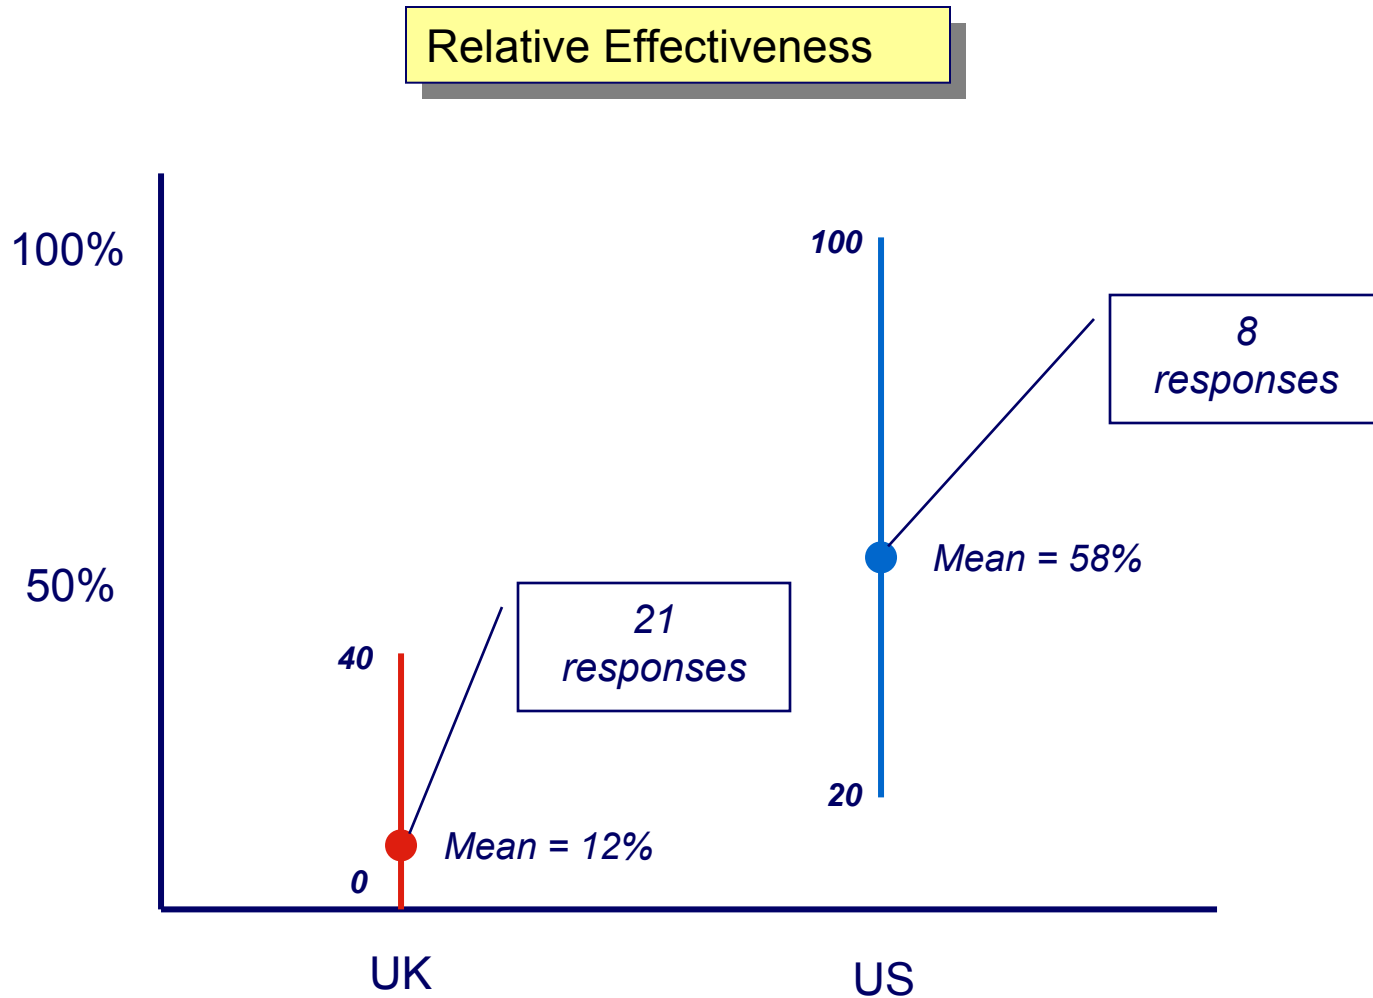 Relative Effectiveness
100%
50%
100
8
responses
Mean = 58%
21
responses
40
20
Mean = 12%
0
UK
US